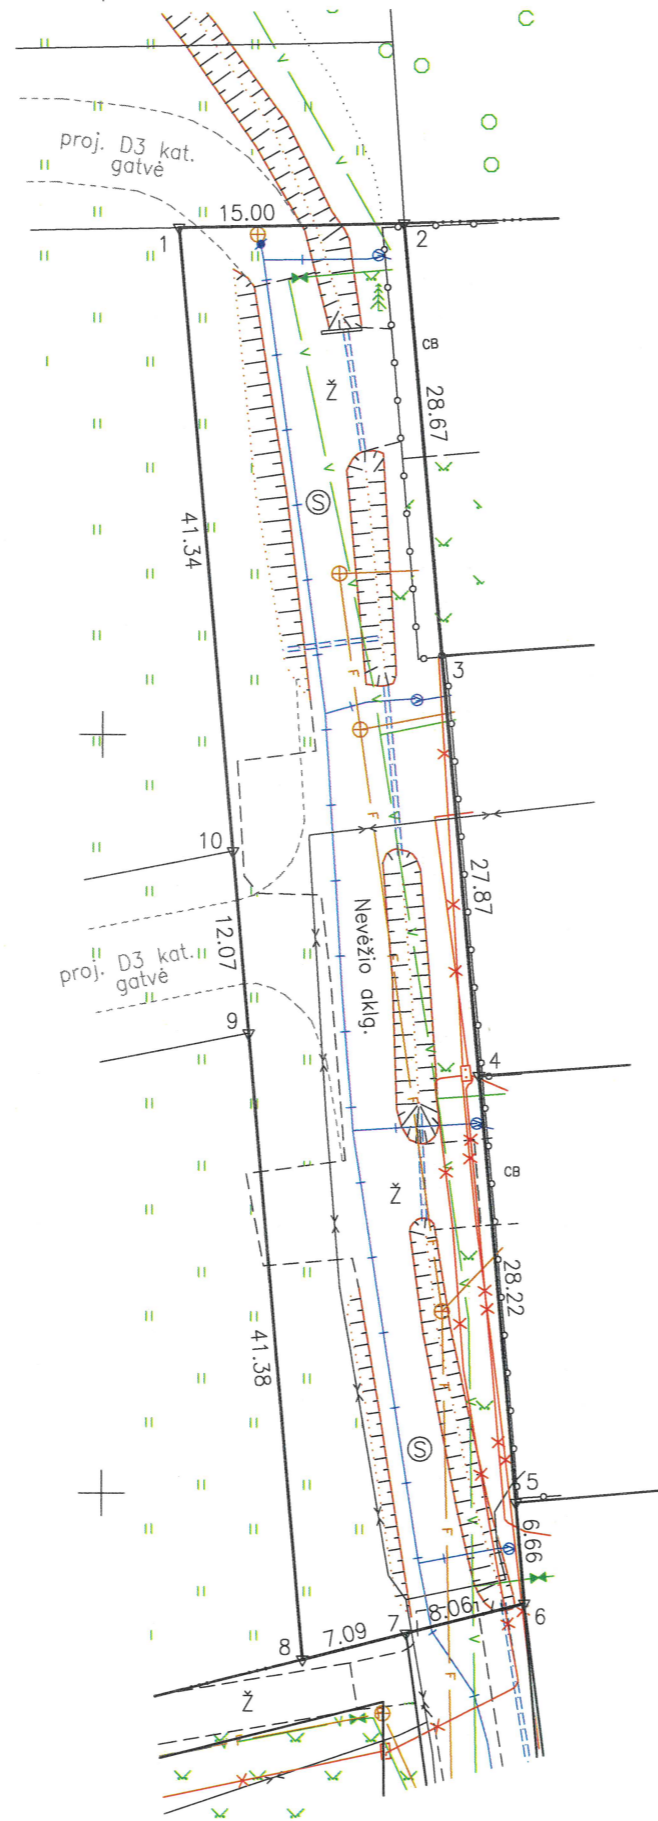 proj. D3 kat.
gatvė
15.00
1
2
CB
Ž
28.67
S
41.34
3
F
10
F
27.87
Nevėžio aklg.
12.07
proj. D3 kat.
gatvė
F
9
4
F
Ž
CB
F
28.22
41.38
F
S
5
F
6.66
8.06
6
7
7.09
8
F
Ž
F